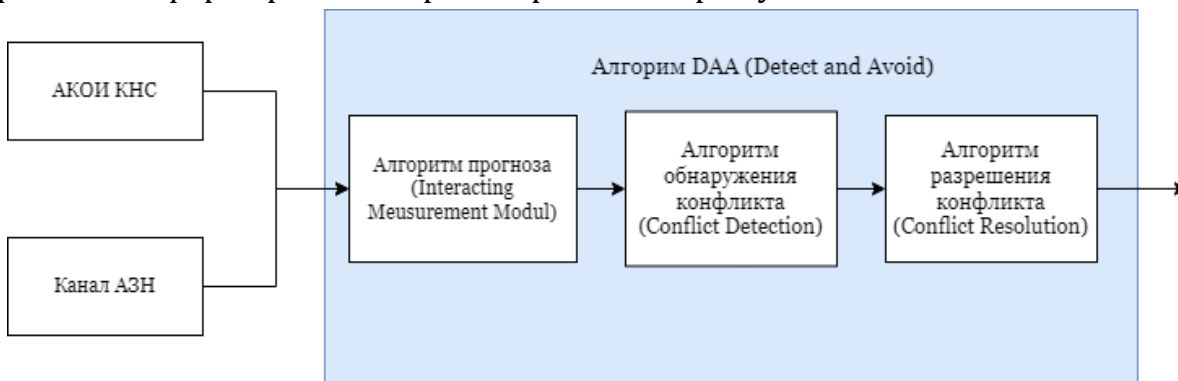 Алгорим DAA (Detect and Avoid)
АКОИ КНС
Канал АЗН
Алгоритм прогноза
(Interacting
Meusurement Modul)
Алгоритм
обнаружения
конфликта
(Conflict Detection)
Алгоритм
разрешения
конфликта
(Conflict Resolution)